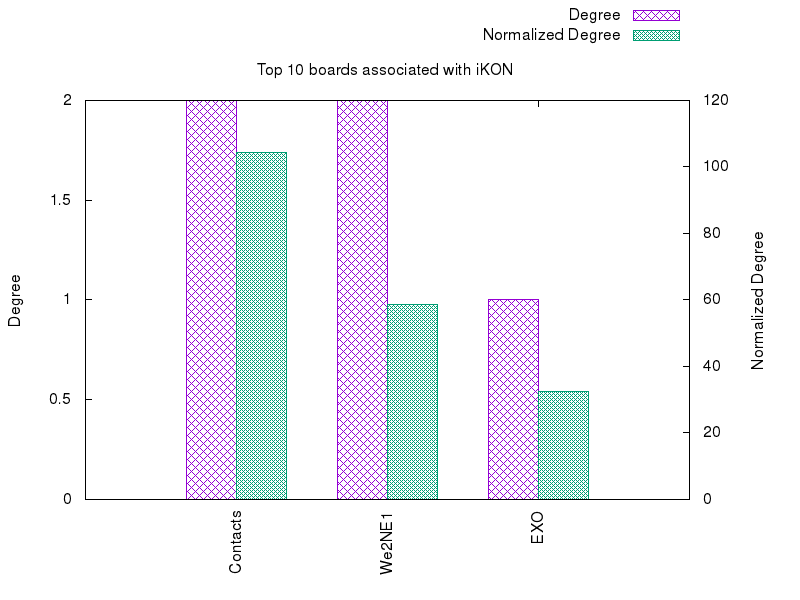 Degree
Normalized Degree
Top 10 boards associated with iKON
2
1.5
1
0.5
0
Degree
120
100
80
60
40
20
0
Normalized Degree
Contacts
We2NE1
EXO